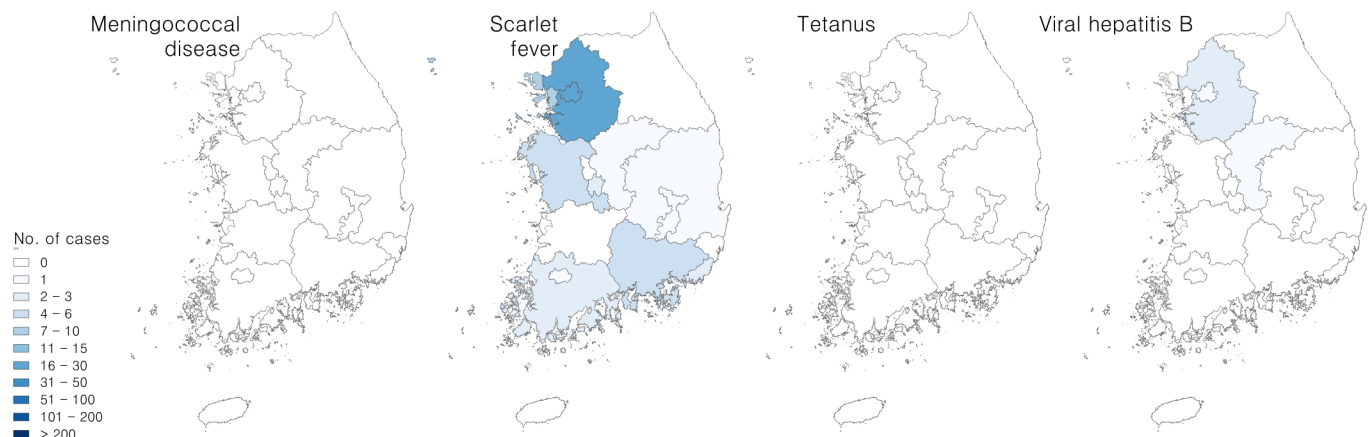 Meningococcal
disease
Scarlet
fever
Tetanus
Viral hepatitis B
No. of cases
0
1
2 – 3
4 – 6
7 – 10
11 – 15
16 – 30
31 – 50
51 – 100
101 – 200
> 200